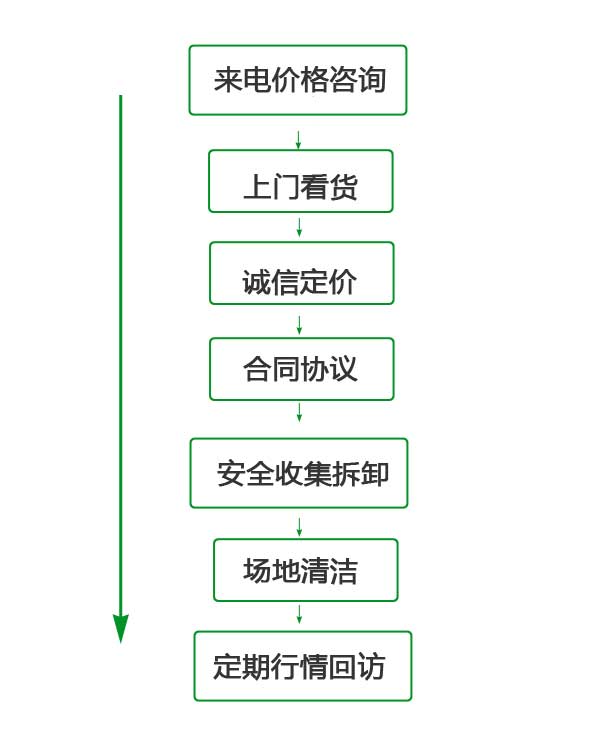 来电价格咨询
上门看货
诚信定价
合同协议
安全收集拆卸
场地清洁
定期行情回访